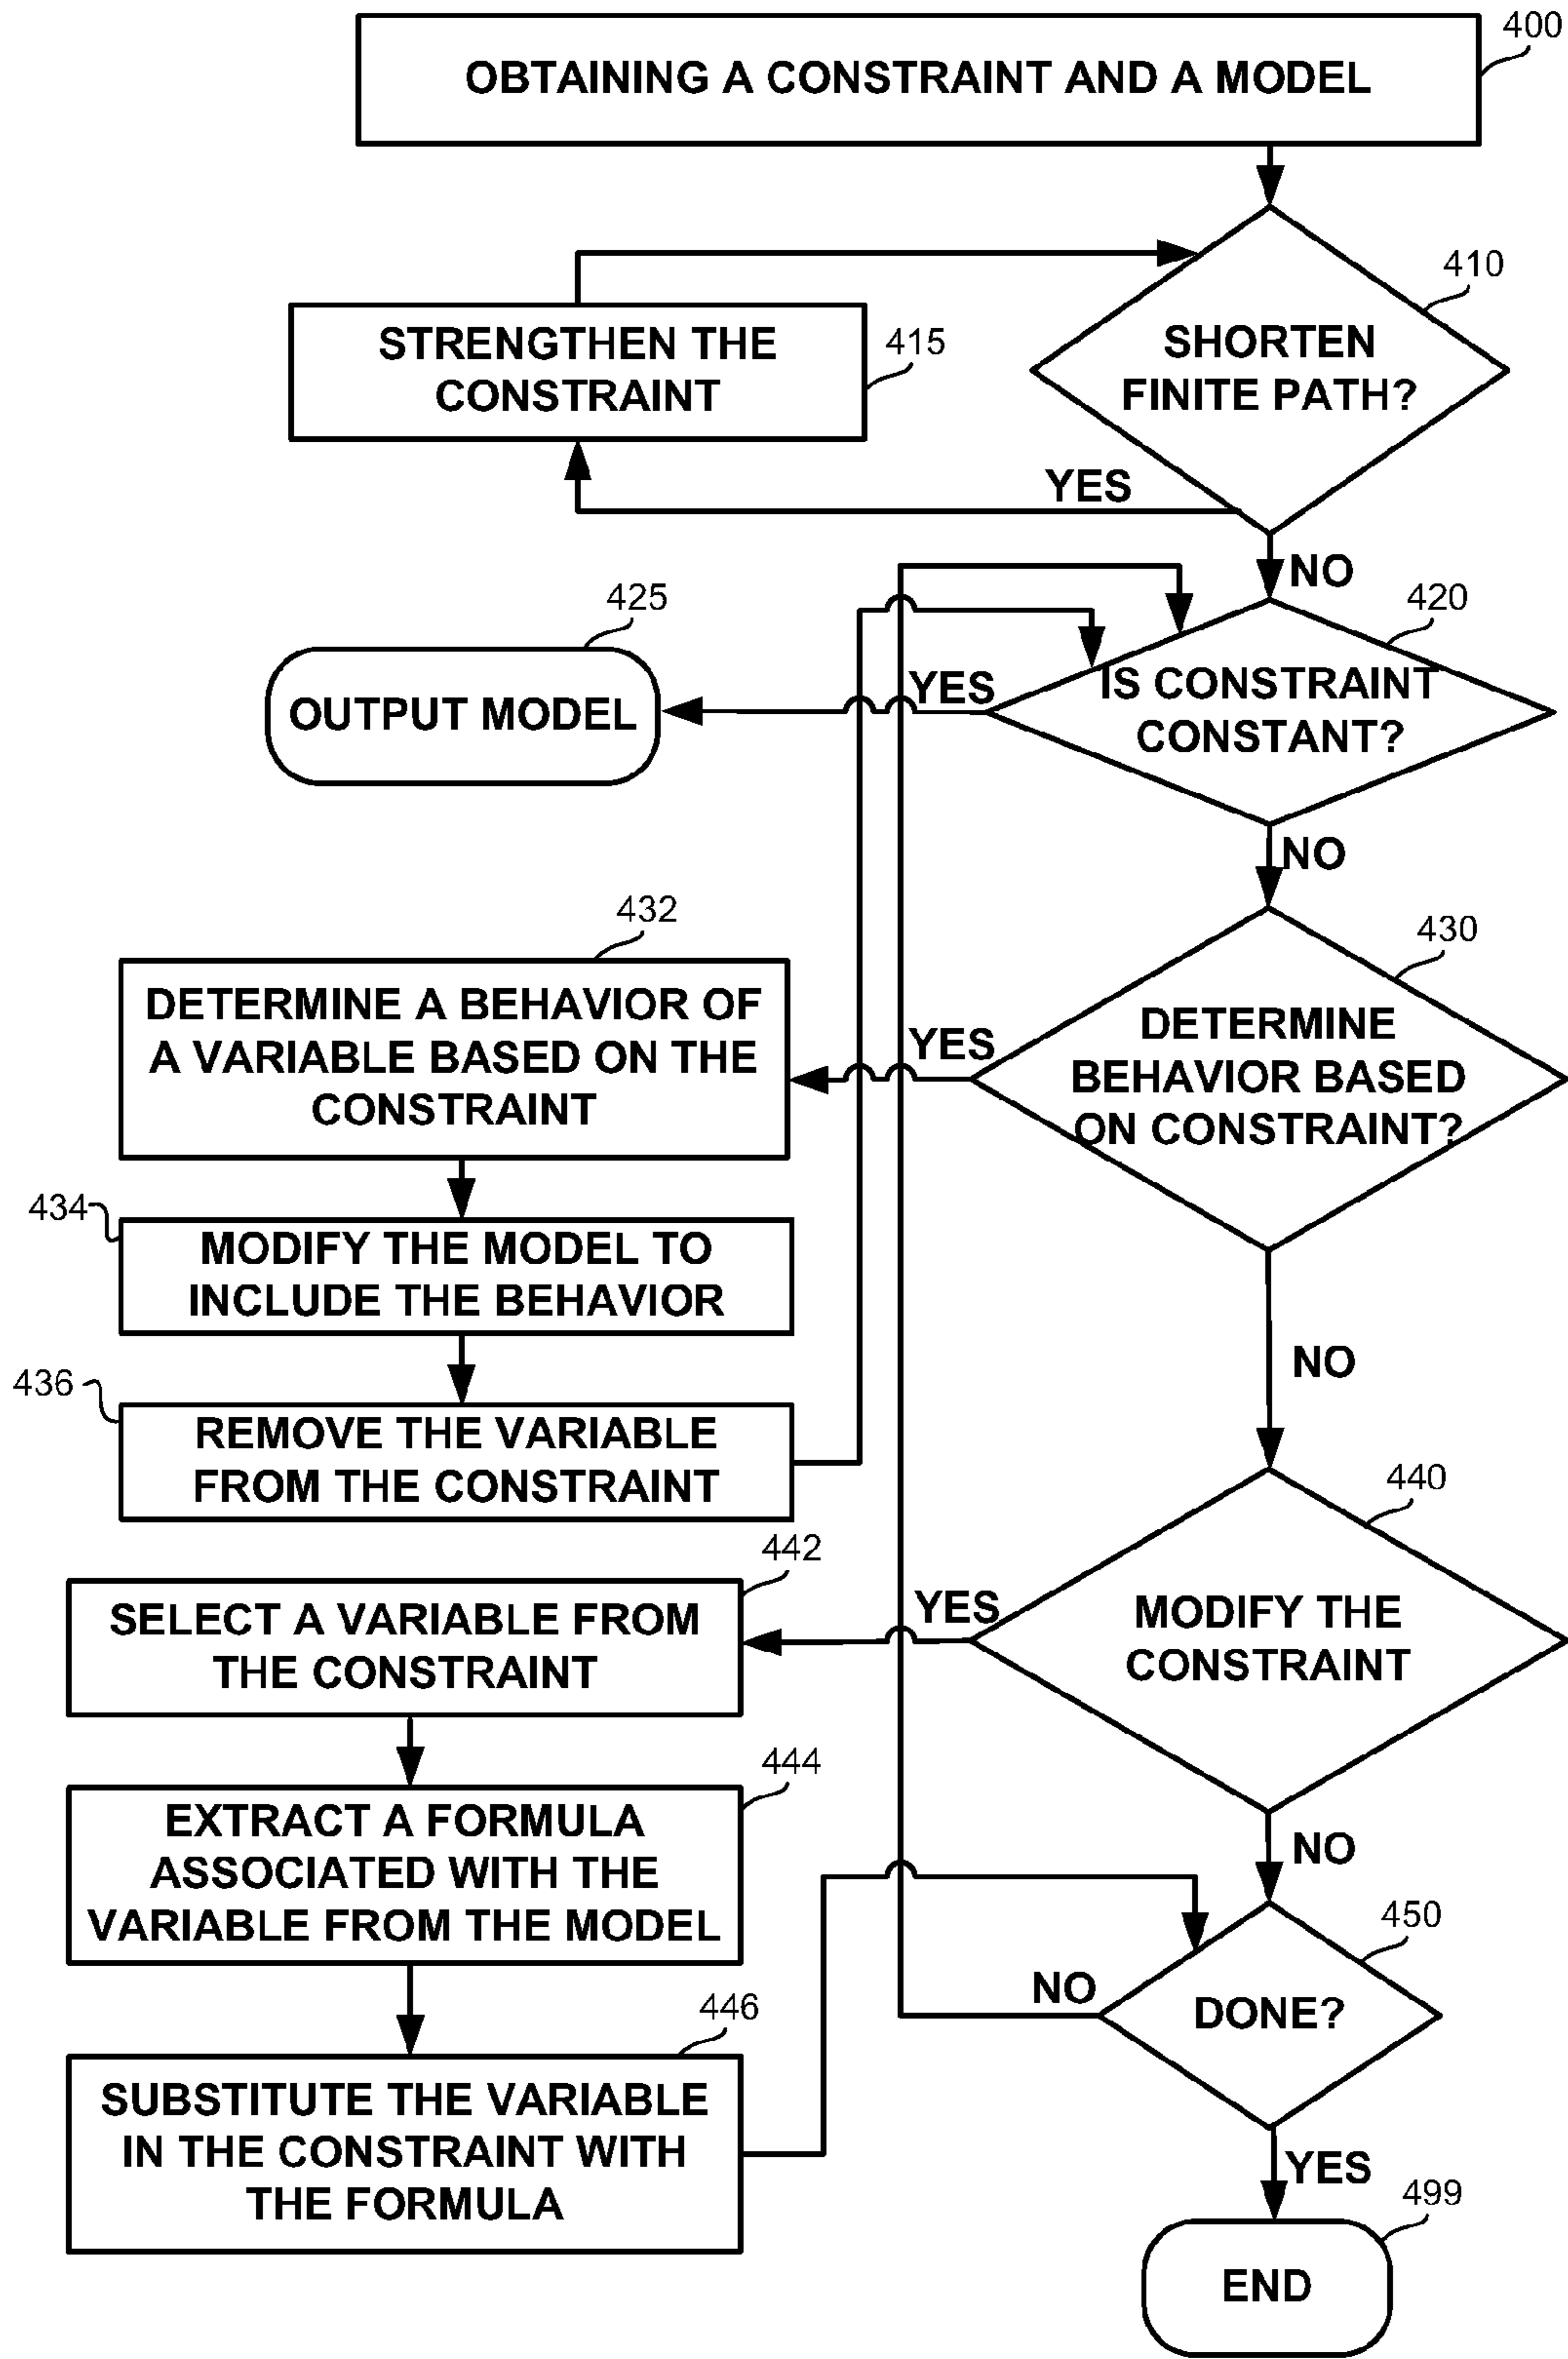 400
OBTAINING A CONSTRAINT AND A MODEL
410
SHORTEN
FINITE PATH?
415
STRENGTHEN THE
CONSTRAINT
YES
NO
425
OUTPUT MODEL
420
YES
IS CONSTRAINT
CONSTANT?
NO
432
DETERMINE A BEHAVIOR OF
A VARIABLE BASED ON THE
CONSTRAINT
430
YES
DETERMINE
BEHAVIOR BASED
ON CONSTRAINT?
434
MODIFY THE MODEL TO
INCLUDE THE BEHAVIOR
NO
436
REMOVE THE VARIABLE
FROM THE CONSTRAINT
440
442
SELECT A VARIABLE FROM
THE CONSTRAINT
YES
MODIFY THE
CONSTRAINT
444
EXTRACT A FORMULA
ASSOCIATED WITH THE
VARIABLE FROM THE MODEL
NO
450
NO
DONE?
446
SUBSTITUTE THE VARIABLE
IN THE CONSTRAINT WITH
THE FORMULA
YES
499
END